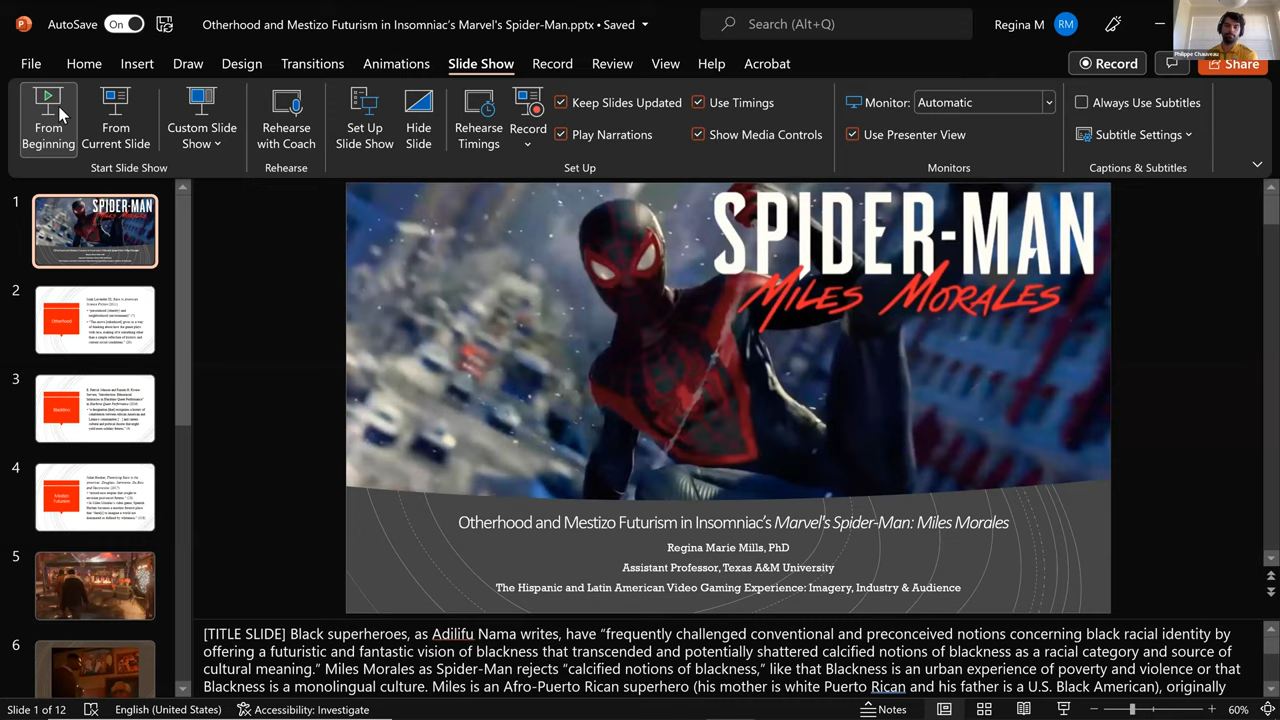 AutoSave On
Otherhood and Mestizo Futurism in Insomniac's Marvel's Spider-Man.pptx • Saved
Search (Alt+Q)
Regina M
RM
Philippe Chauveau
File Home Insert Draw Design Transitions Animations Slide Show Record Review View Help Acrobat
Record
Share
From Beginning
From Current Slide
Custom Slide Show
Rehearse with Coach
Set Up Slide Show
Hide Slide
Rehearse Timings
Record
Keep Slides Updated
Use Timings
Play Narrations
Show Media Controls
Monitor: Automatic
Use Presenter View
Always Use Subtitles
Subtitle Settings
Start Slide Show
Rehearse
Set Up
Monitors
Captions & Subtitles
1
2
Otherhood
3
4
Mestizo
Futurism
5
6
SPIDER-MAN
MILES MORALES
Otherhood and Mestizo Futurism in Insomniac's Marvel's Spider-Man: Miles Morales
Regina Marie Mills, PhD
Assistant Professor, Texas A&M University
The Hispanic and Latin American Video Gaming Experience: Imagery, Industry & Audience
[TITLE SLIDE] Black superheroes, as Adilifu Nama writes, have "frequently challenged conventional and preconceived notions concerning black racial identity by
offering a futuristic and fantastic vision of blackness that transcended and potentially shattered calcified notions of blackness as a racial category and source of
cultural meaning." Miles Morales as Spider-Man rejects "calcified notions of blackness," like that Blackness is an urban experience of poverty and violence or that
Blackness is a monolingual culture. Miles is an Afro-Puerto Rican superhero (his mother is white Puerto Rican and his father is a U.S. Black American), originally
Slide 1 of 12
English (United States)
Accessibility: Investigate
Notes
60%